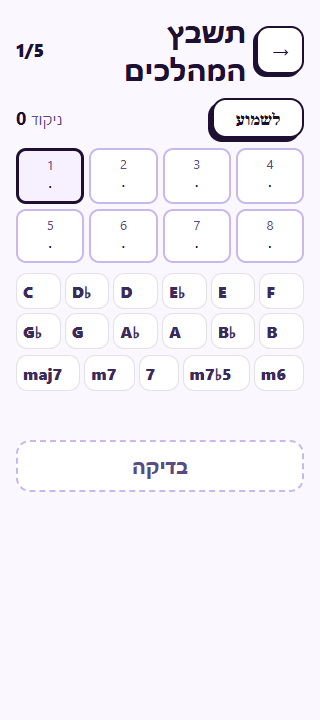 →
תשבץ
המהלכים
1/5
לשמוע
ניקוד 0
1 2 3 4
. . . .
5 6 7 8
. . . .
C D♭ D E♭ E F
G♭ G A♭ A B♭ B
maj7 m7 7 m7♭5 m6
בדיקה